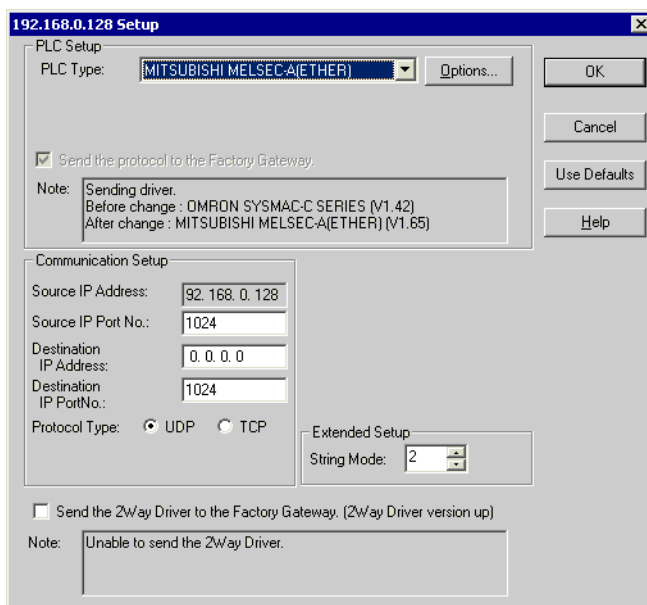 192.168.0.128 Setup
PLC Setup
PLC Type: MITSUBISHI MELSEC-A(ETHER) Options...
OK
Cancel
Send the protocol to the Factory Gateway.
Use Defaults
Note: Sending driver.
Before change : OMRON SYSMAC-C SERIES (V1.42)
After change : MITSUBISHI MELSEC-A(ETHER) (V1.65)
Help
Communication Setup
Source IP Address: 92. 168. 0. 128
Source IP Port No.: 1024
Destination
IP Address: 0. 0. 0. 0
Destination
IP PortNo.: 1024
Protocol Type: UDP TCP
Extended Setup
String Mode: 2
Send the 2Way Driver to the Factory Gateway. (2Way Driver version up)
Note: Unable to send the 2Way Driver.